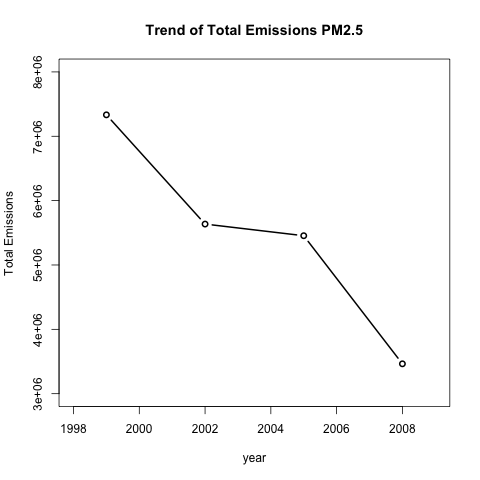 Trend of Total Emissions PM2.5
Total Emissions
8e+06
7e+06
6e+06
5e+06
4e+06
3e+06
1998 2000 2002 2004 2006 2008
year